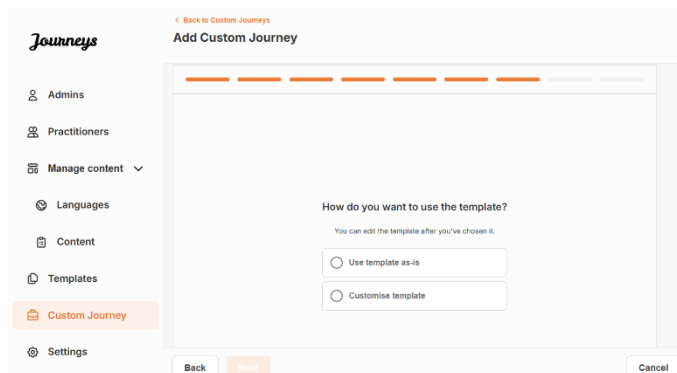 Journeys
Admins
Practitioners
Manage content
Languages
Content
Templates
Custom Journey
Settings
Back to Custom Journeys
Add Custom Journey
How do you want to use the template?
You can edit the template after you've chosen it.
Use template as-is
Customise template
Back
Next
Cancel